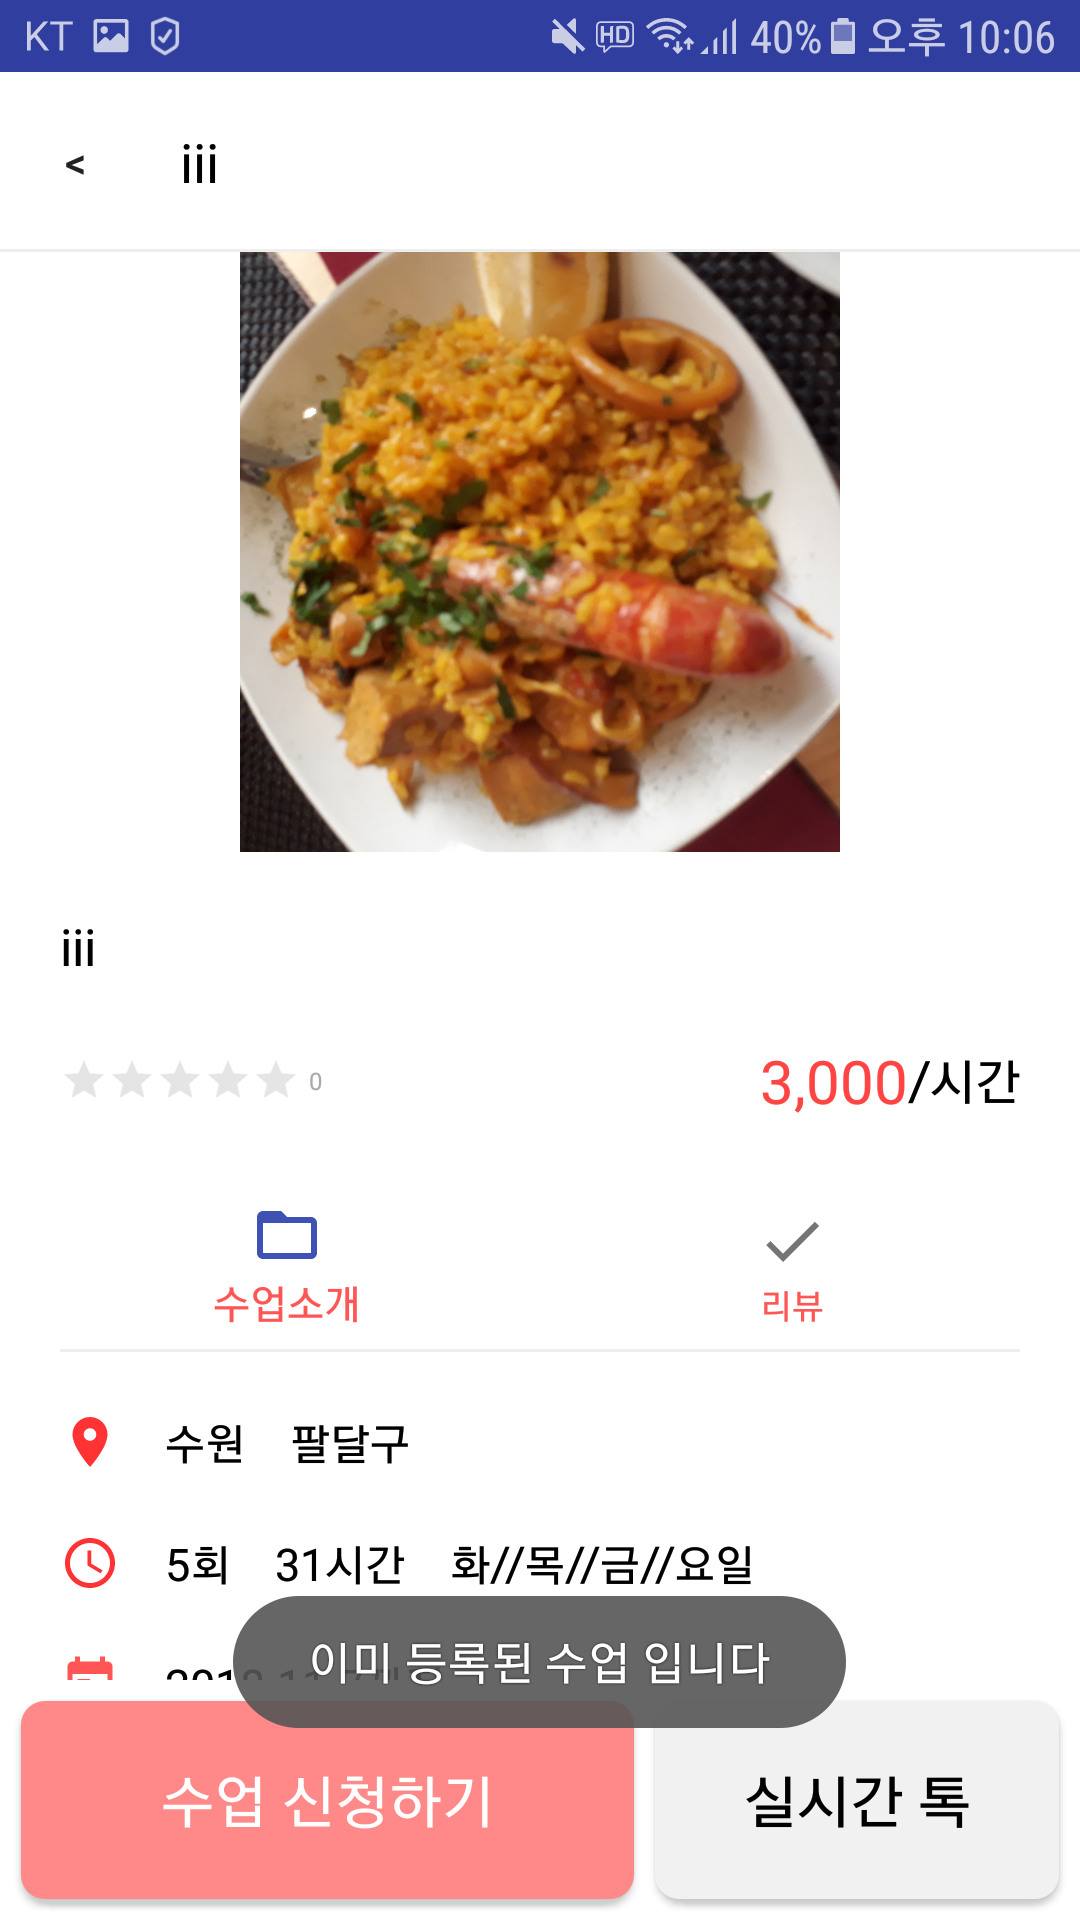 KT HD 40% 오후 10:06
< iii
iii
0 3,000/시간
수업소개 리뷰
수원 팔달구
5회 31시간 화//목//금//요일
이미 등록된 수업 입니다
수업 신청하기 실시간 톡